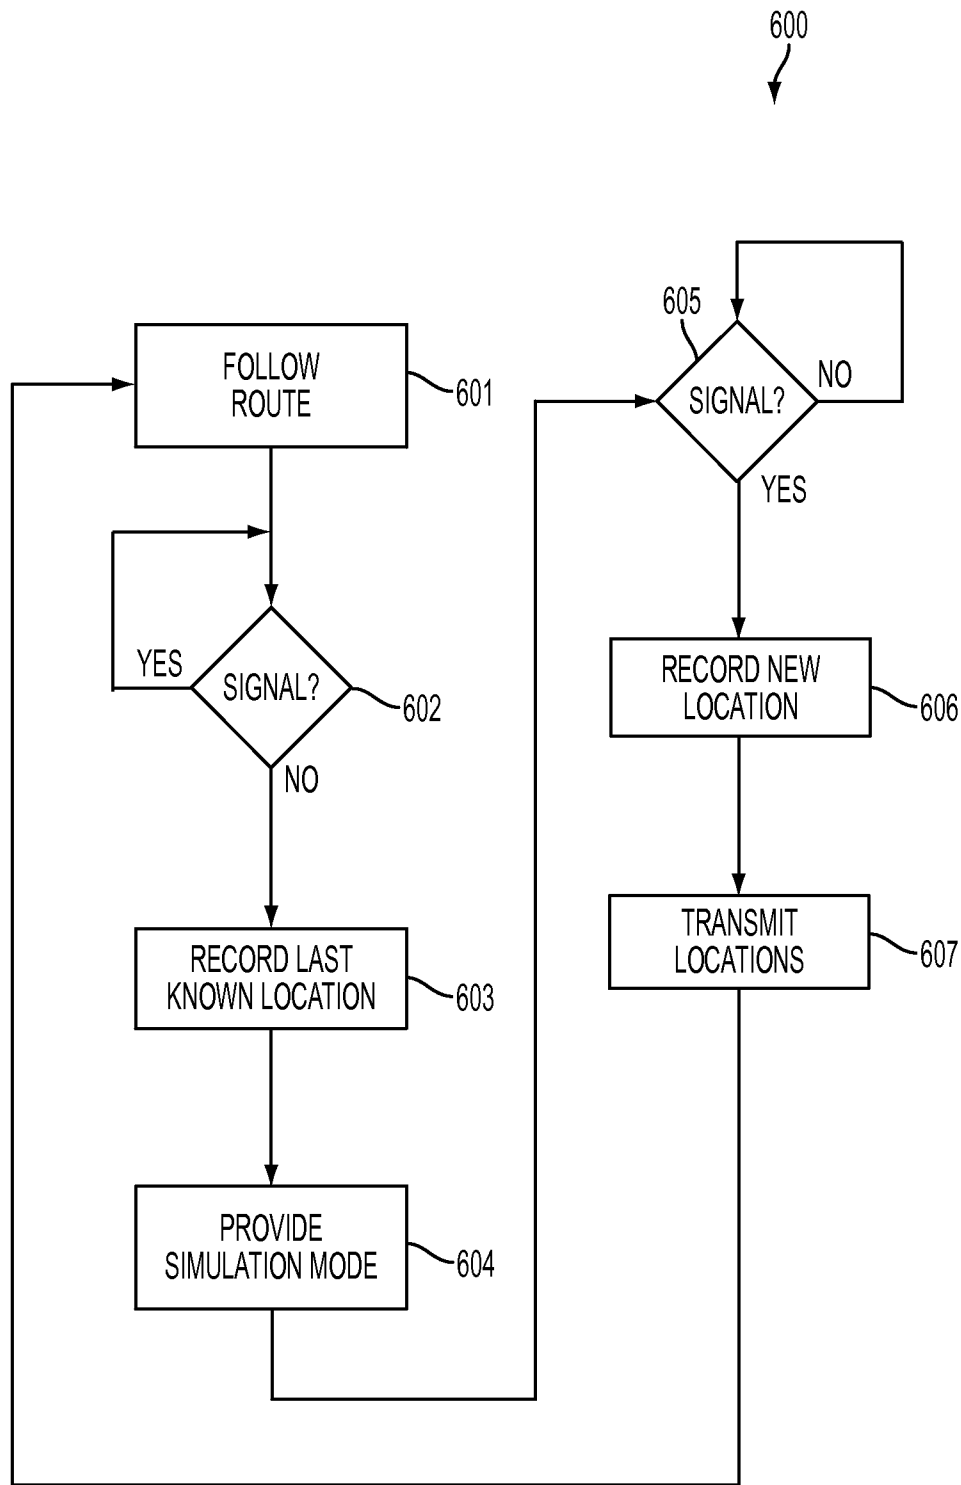 600
FOLLOW
ROUTE
601
YES
SIGNAL?
602
NO
RECORD LAST
KNOWN LOCATION
603
PROVIDE
SIMULATION MODE
604
605
SIGNAL?
NO
YES
RECORD NEW
LOCATION
606
TRANSMIT
LOCATIONS
607